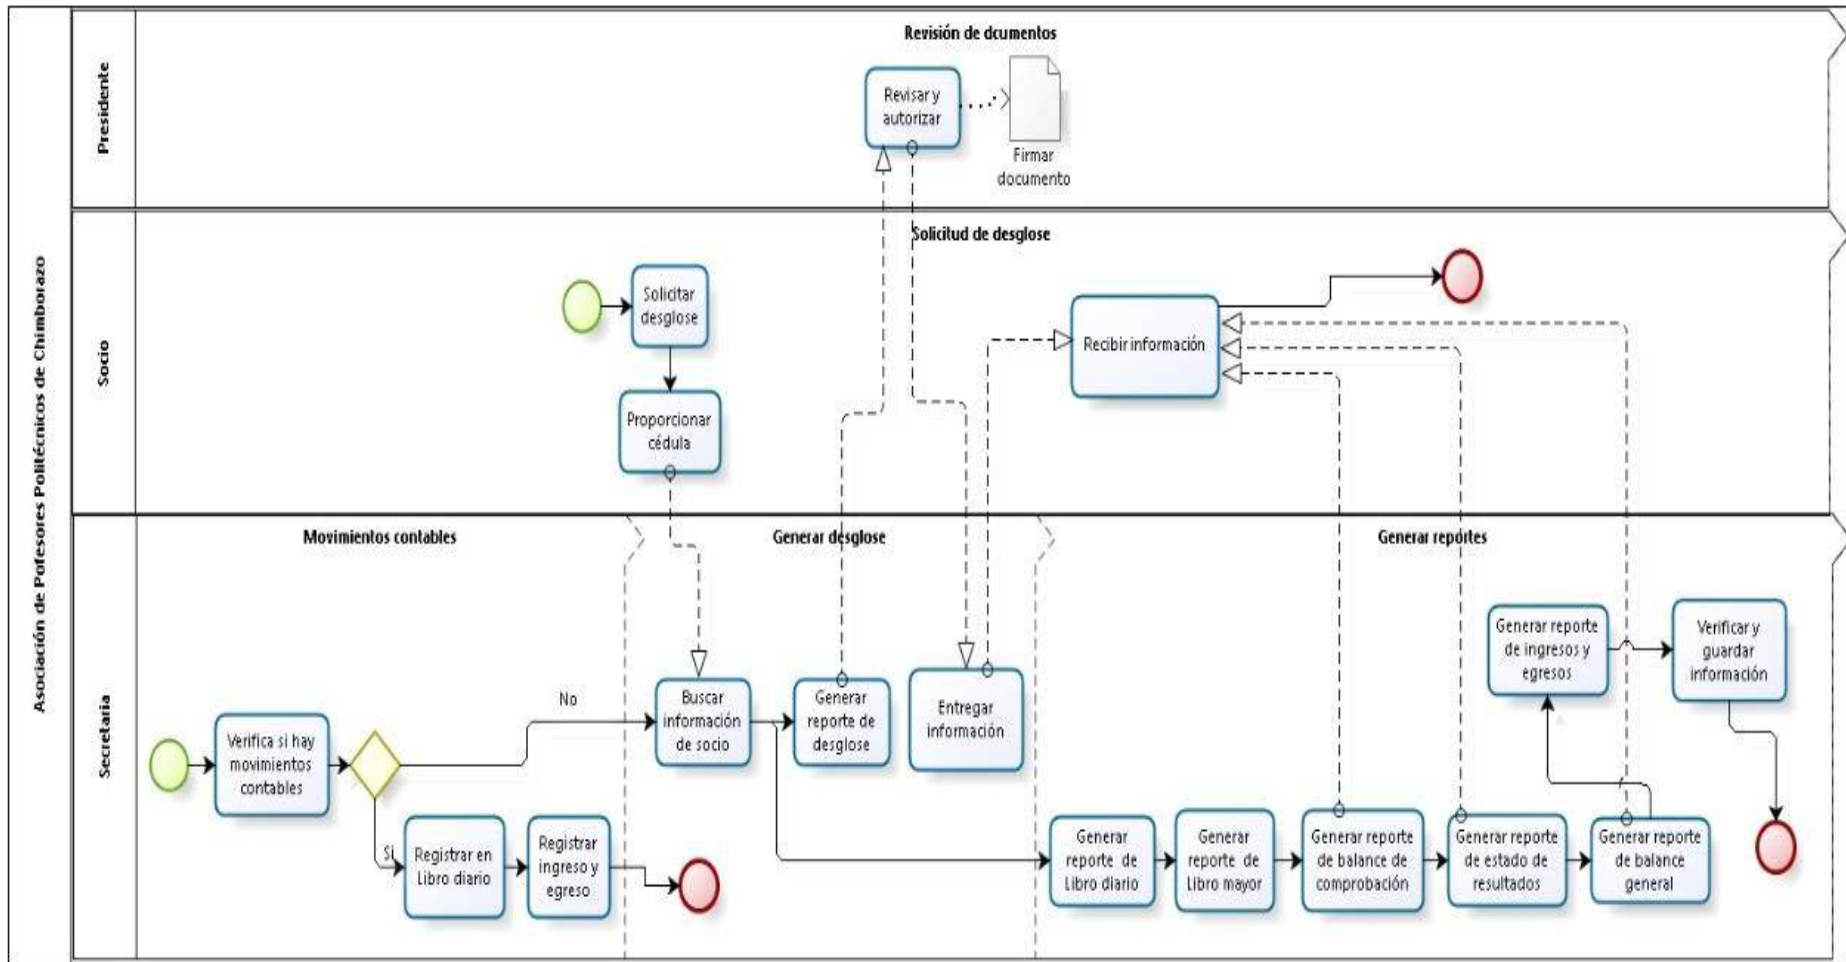 Asociación de Pofesores Politécnicos de Chimborazo
Presidente
Revisión de dcumentos
Revisar y
autorizar
Firmar
documento
Socio
Solicitud de desglose
Solicitar
desglose
Proporcionar
cédula
Recibir información
Secretaria
Movimientos contables
Generar desglose
Generar reportes
Verifica si hay
movimientos
contables
No
Si
Registrar en
Libro diario
Registrar
ingreso y
egreso
Buscar
información
de socio
Generar
reporte de
desglose
Entregar
información
Generar
reporte de
Libro diario
Generar
reporte de
Libro mayor
Generar reporte
de balance de
comprobación
Generar reporte
de estado de
resultados
Generar reporte
de balance
general
Generar reporte
de ingresos y
egresos
Verificar y
guardar
información